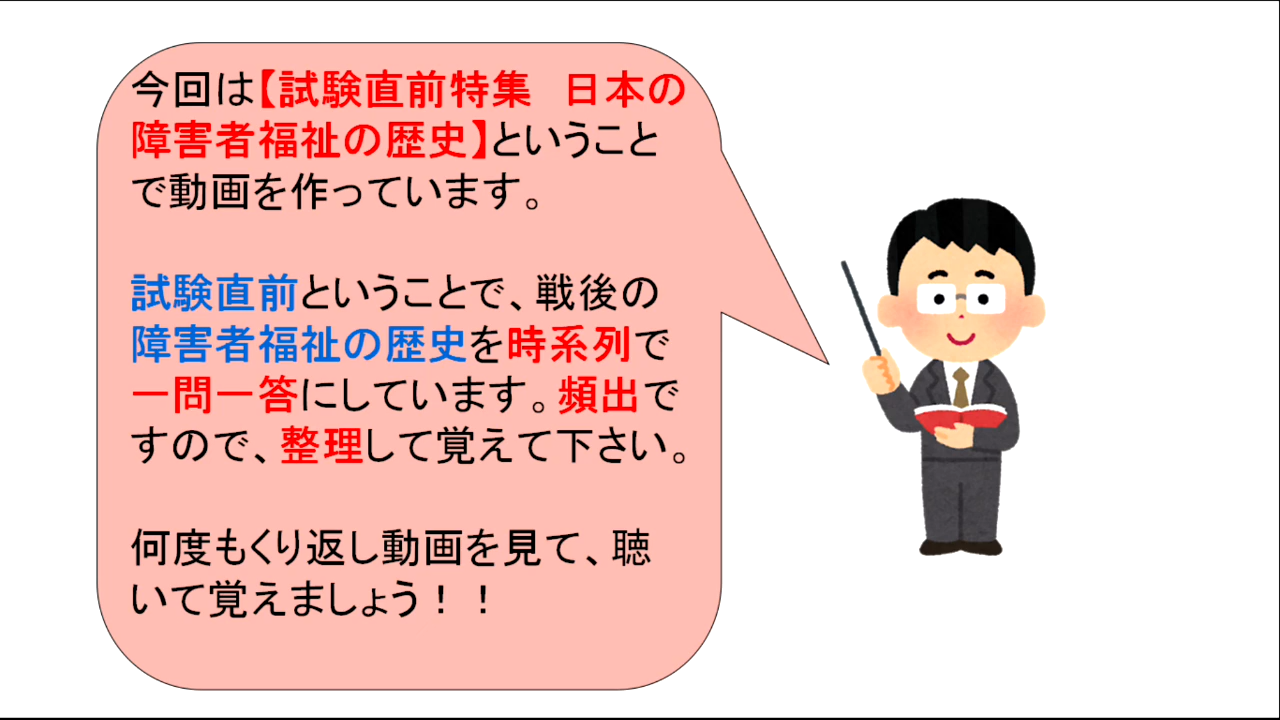 今回は【試験直前特集　日本の
障害者福祉の歴史】ということ
で動画を作っています。
試験直前ということで、戦後の
障害者福祉の歴史を時系列で
一問一答にしています。頻出で
すので、整理して覚えて下さい。
何度もくり返し動画を見て、聴
いて覚えましょう！！